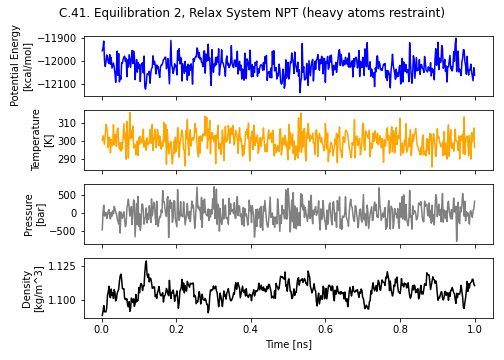 C.41. Equilibration 2, Relax System NPT (heavy atoms restraint)
Potential Energy
[kcal/mol]
−11900
−12000
−12100
Temperature
[K]
310
300
290
Pressure
[bar]
500
0
−500
Density
[kg/m^3]
1.125
1.100
0.0 0.2 0.4 0.6 0.8 1.0
Time [ns]